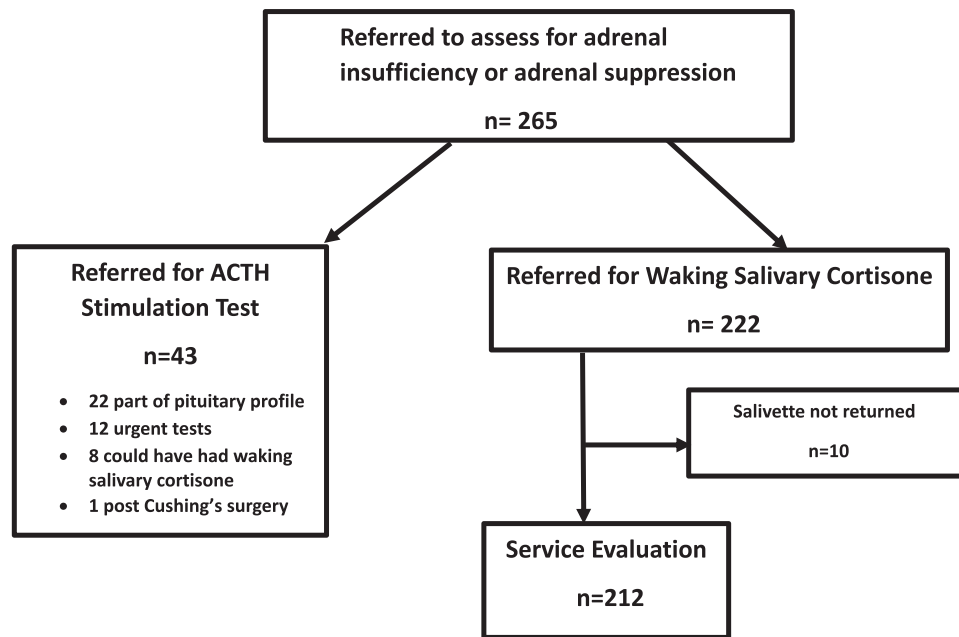 Referred to assess for adrenal
insufficiency or adrenal suppression
n= 265
Referred for ACTH
Stimulation Test
n=43
• 22 part of pituitary profile
• 12 urgent tests
• 8 could have had waking
salivary cortisone
• 1 post Cushing’s surgery
Referred for Waking Salivary Cortisone
n= 222
Salivette not returned
n=10
Service Evaluation
n=212